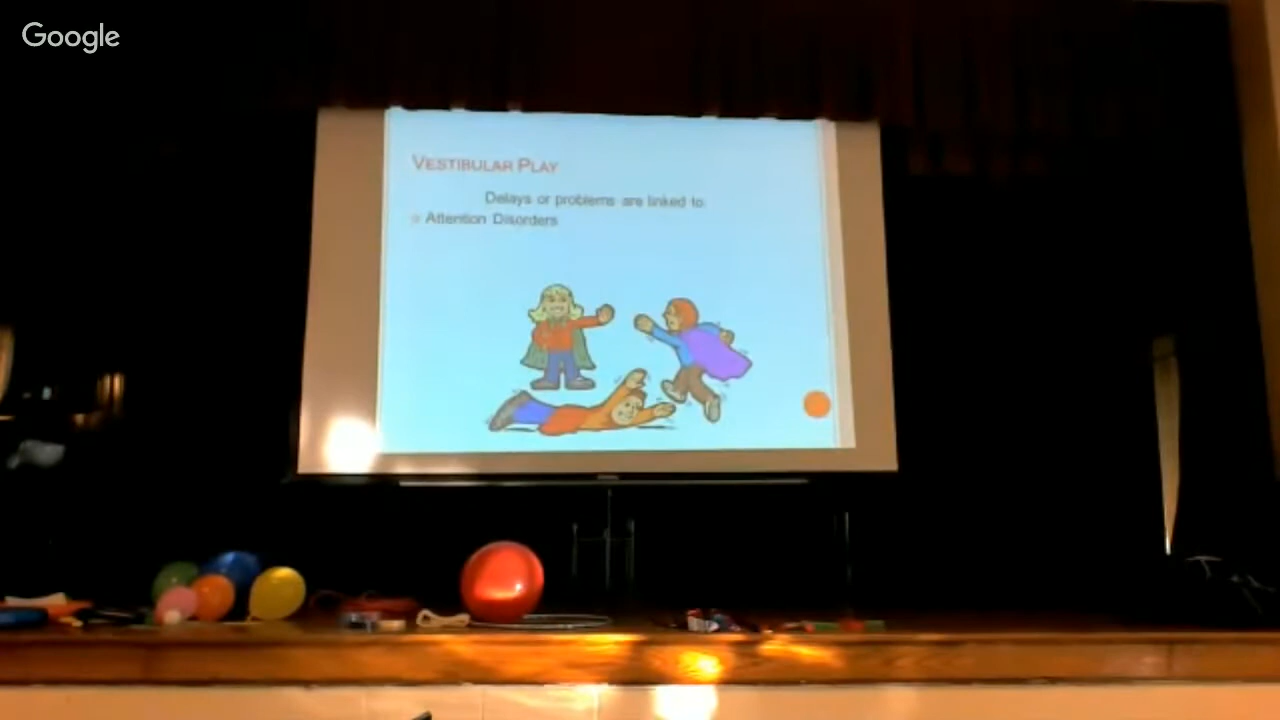 Google
VESTIBULAR PLAY
Delays or problems are linked to
Attention Disorders